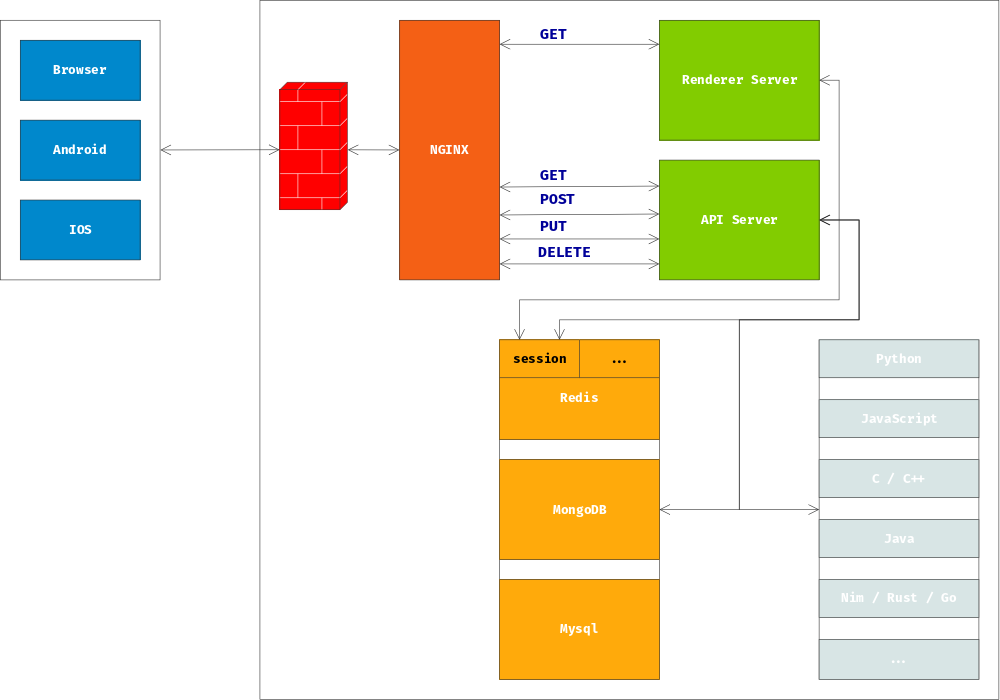 Browser
Android
IOS
NGINX
GET
GET
POST
PUT
DELETE
Renderer Server
API Server
session
...
Redis
MongoDB
Mysql
Python
JavaScript
C / C++
Java
Nim / Rust / Go
...